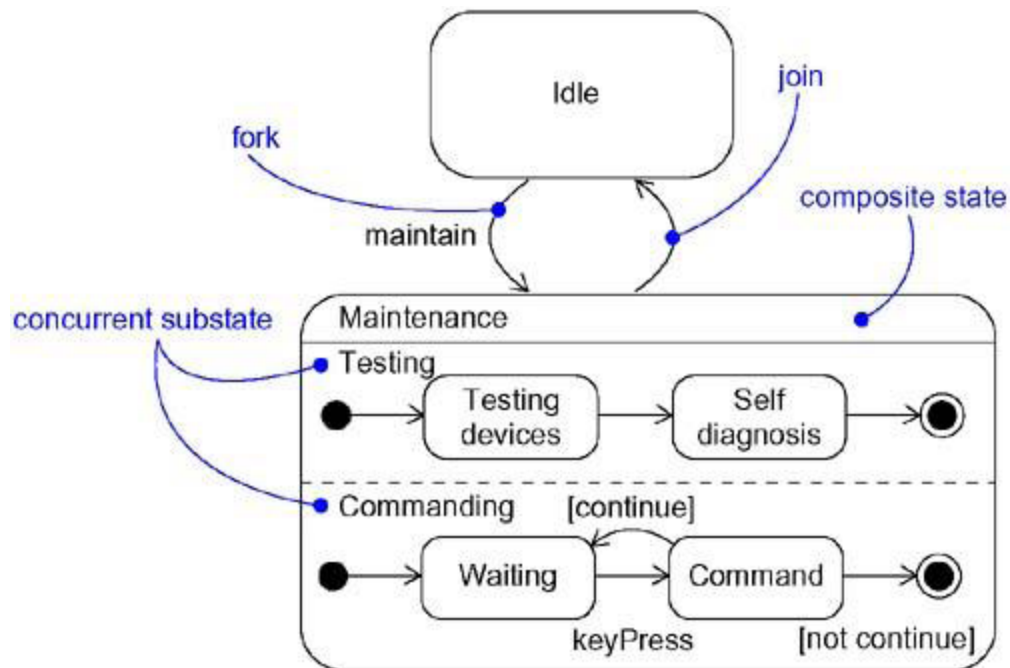 Idle
join
fork
composite state
maintain
concurrent substate
Maintenance
Testing
Testing
devices
Self
diagnosis
Commanding
[continue]
Waiting
Command
keyPress
[not continue]